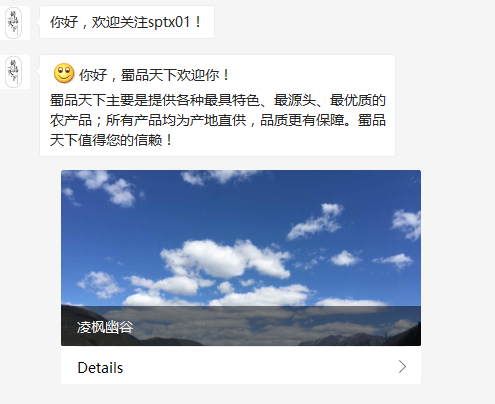 你好，欢迎关注sptx01！
你好，蜀品天下欢迎你！
蜀品天下主要是提供各种最具特色、最源头、最优质的
农产品；所有产品均为产地直供，品质更有保障。蜀品
天下值得您的信赖！
凌枫幽谷
Details